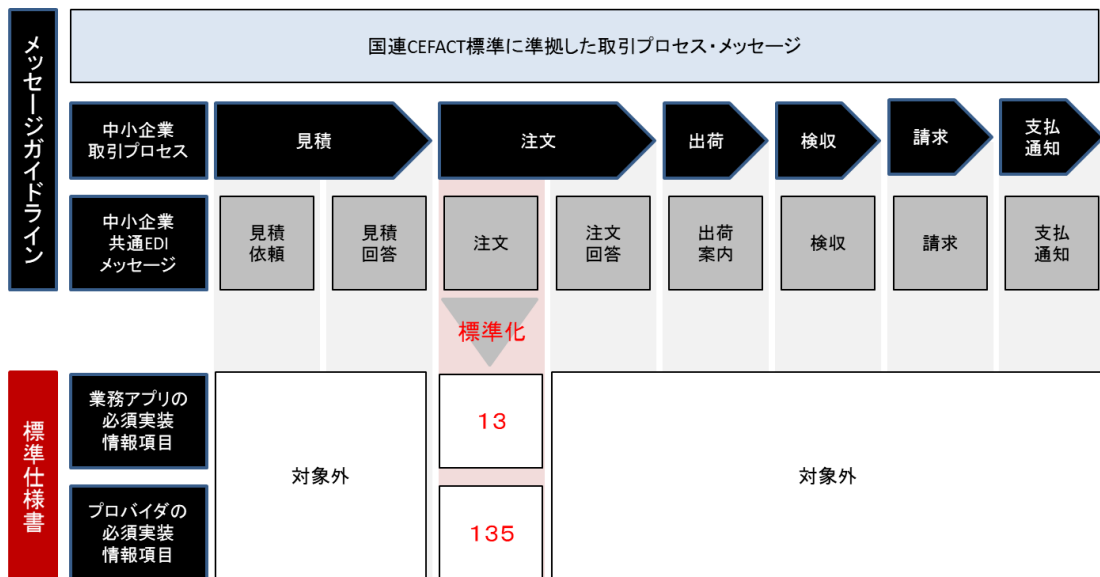 メッセージガイドライン
国連CEFACT標準に準拠した取引プロセス・メッセージ
中小企業
取引プロセス
見積
注文
出荷
検収
請求
支払
通知
中小企業
共通EDI
メッセージ
見積
依頼
見積
回答
注文
注文
回答
出荷
案内
検収
請求
支払
通知
標準化
標準仕様書
業務アプリの
必須実装
情報項目
13
対象外
対象外
プロバイダの
必須実装
情報項目
135